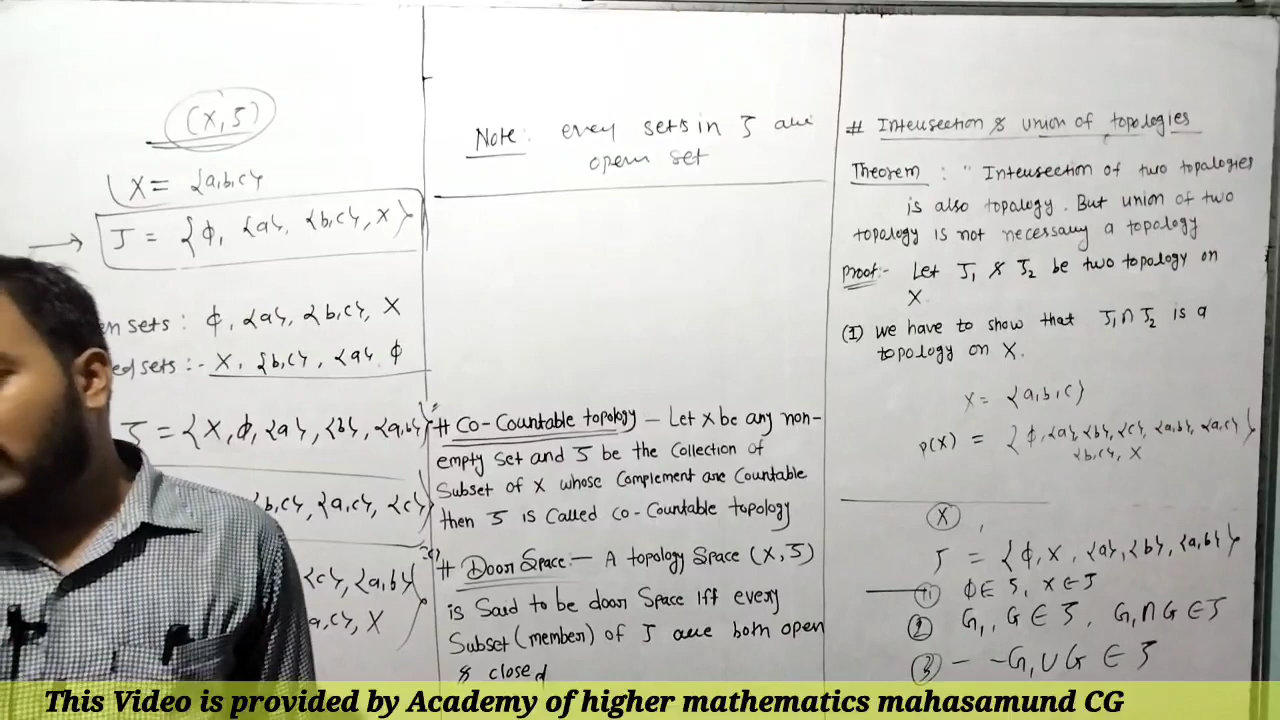 (X, ℑ)
X = {a,b,c}
ℑ = {ϕ, {a}, {b,c}, X}
en sets : ϕ, {a}, {b,c}, X
ed sets :- X, {b,c}, {a}, ϕ
ℑ = {X, ϕ, {a}, {b}, {a,b}}
{b,c}, {a,c}, {c}}
{c}, {a,b}
a,c}, X
Note: every sets in ℑ are
open set
# Co-Countable topology — Let X be any non-
empty set and ℑ be the Collection of
Subset of X whose Complement are Countable
then ℑ is Called co-Countable topology
# Door Space:— A topology Space (X, ℑ)
is Said to be door Space iff every
Subset (member) of ℑ are both open
& closed
# Intersection & union of topologies
Theorem : " Intersection of two topalogies
is also topology. But union of two
topology is not necessary a topology
Proof:- Let ℑ₁ & ℑ₂ be two topology on
X.
(I) we have to show that ℑ₁∩ℑ₂ is a
topology on X.
X = {a,b,c}
P(X) = {ϕ,{a},{b},{c},{a,b},{a,c}}
{b,c}, X
(X) ,
ℑ = {ϕ, X, {a}, {b}, {a,b}}
(1) ϕ∈ℑ, X∈ℑ
(2) G₁, G ∈ ℑ, G₁∩G ∈ ℑ
(3) — -G₁∪G ∈ ℑ
This Video is provided by Academy of higher mathematics mahasamund CG